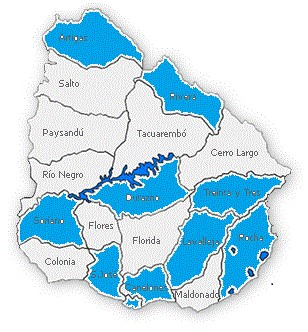 Artigas
Salto
Rivera
Paysandú
Tacuarembó
Cerro Largo
Río Negro
Durazno
Treinta y Tres
Soriano
Flores
Florida
Lavalleja
Rocha
Colonia
S.José
Canelones
Maldonado